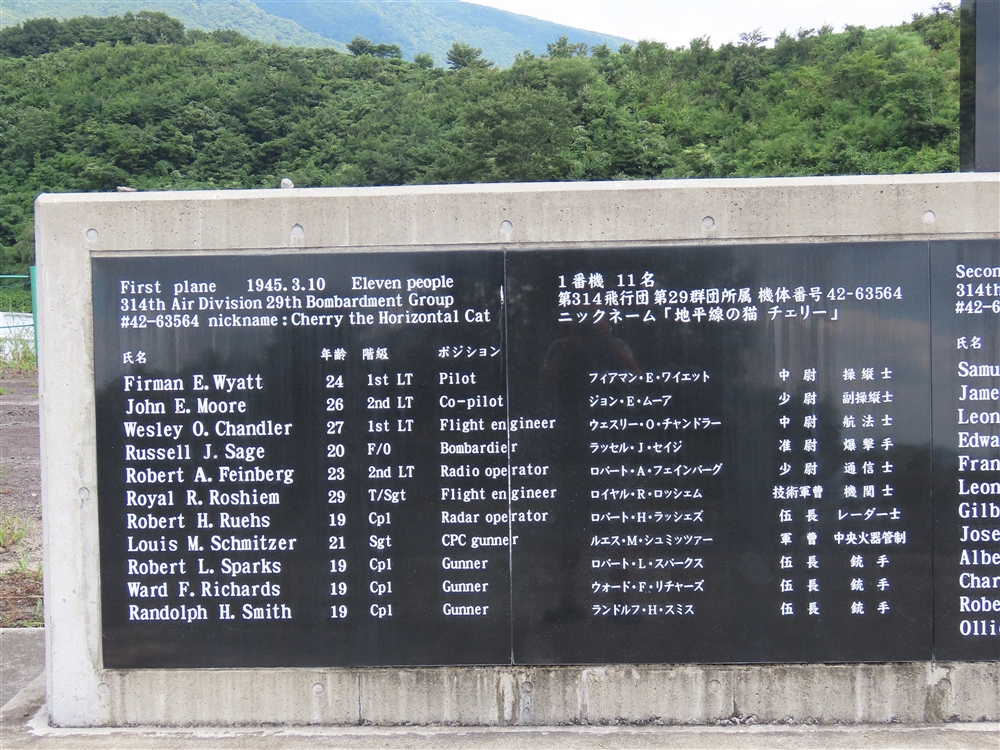 First plane 1945.3.10 Eleven people
314th Air Division 29th Bombardment Group
#42-63564 nickname : Cherry the Horizontal Cat
氏名 年齢 階級 ポジション
Firman E. Wyatt 24 1st LT Pilot
John E. Moore 26 2nd LT Co-pilot
Wesley O. Chandler 27 1st LT Flight engineer
Russell J. Sage 20 F/O Bombardier
Robert A. Feinberg 23 2nd LT Radio operator
Royal R. Roshiem 29 T/Sgt Flight engineer
Robert H. Ruehs 19 Cpl Radar operator
Louis M. Schmitzer 21 Sgt CPC gunner
Robert L. Sparks 19 Cpl Gunner
Ward F. Richards 19 Cpl Gunner
Randolph H. Smith 19 Cpl Gunner
1番機 11名
第314飛行団 第29群団所属 機体番号 42-63564
ニックネーム「地平線の猫 チェリー」
フィアマン・E・ワイエット 中尉 操縦士
ジョン・E・ムーア 少尉 副操縦士
ウェスリー・O・チャンドラー 中尉 航法士
ラッセル・J・セイジ 准尉 爆撃手
ロバート・A・フェインバーグ 少尉 通信士
ロイヤル・R・ロッシェム 技術軍曹 機関士
ロバート・H・ラッシェズ 伍長 レーダー士
ルエス・M・シュミッツァー 軍曹 中央火器管制
ロバート・L・スパークス 伍長 銃手
ウォード・F・リチャーズ 伍長 銃手
ランドルフ・H・スミス 伍長 銃手
Secon
314t
#42-6
氏名
Samu
Jame
Leon
Edwa
Fran
Leon
Gilb
Jose
Albe
Char
Robe
Olli